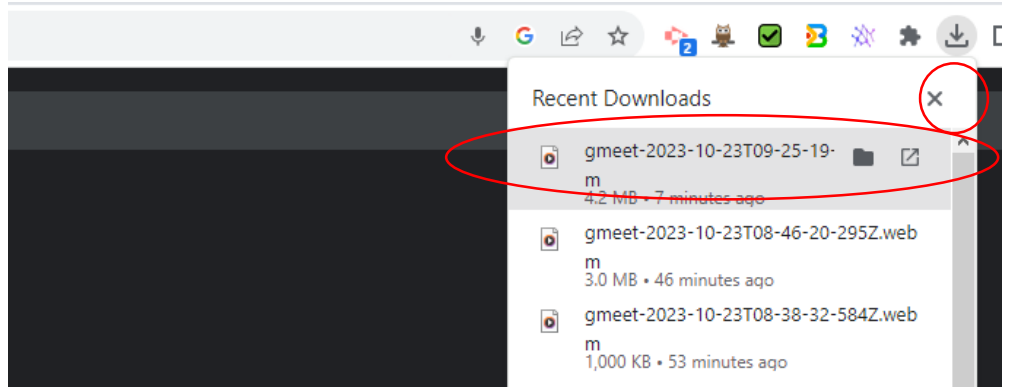 G
2
Recent Downloads
gmeet-2023-10-23T09-25-19-
m
4.2 MB • 7 minutes ago
gmeet-2023-10-23T08-46-20-295Z.web
m
3.0 MB • 46 minutes ago
gmeet-2023-10-23T08-38-32-584Z.web
m
1,000 KB • 53 minutes ago